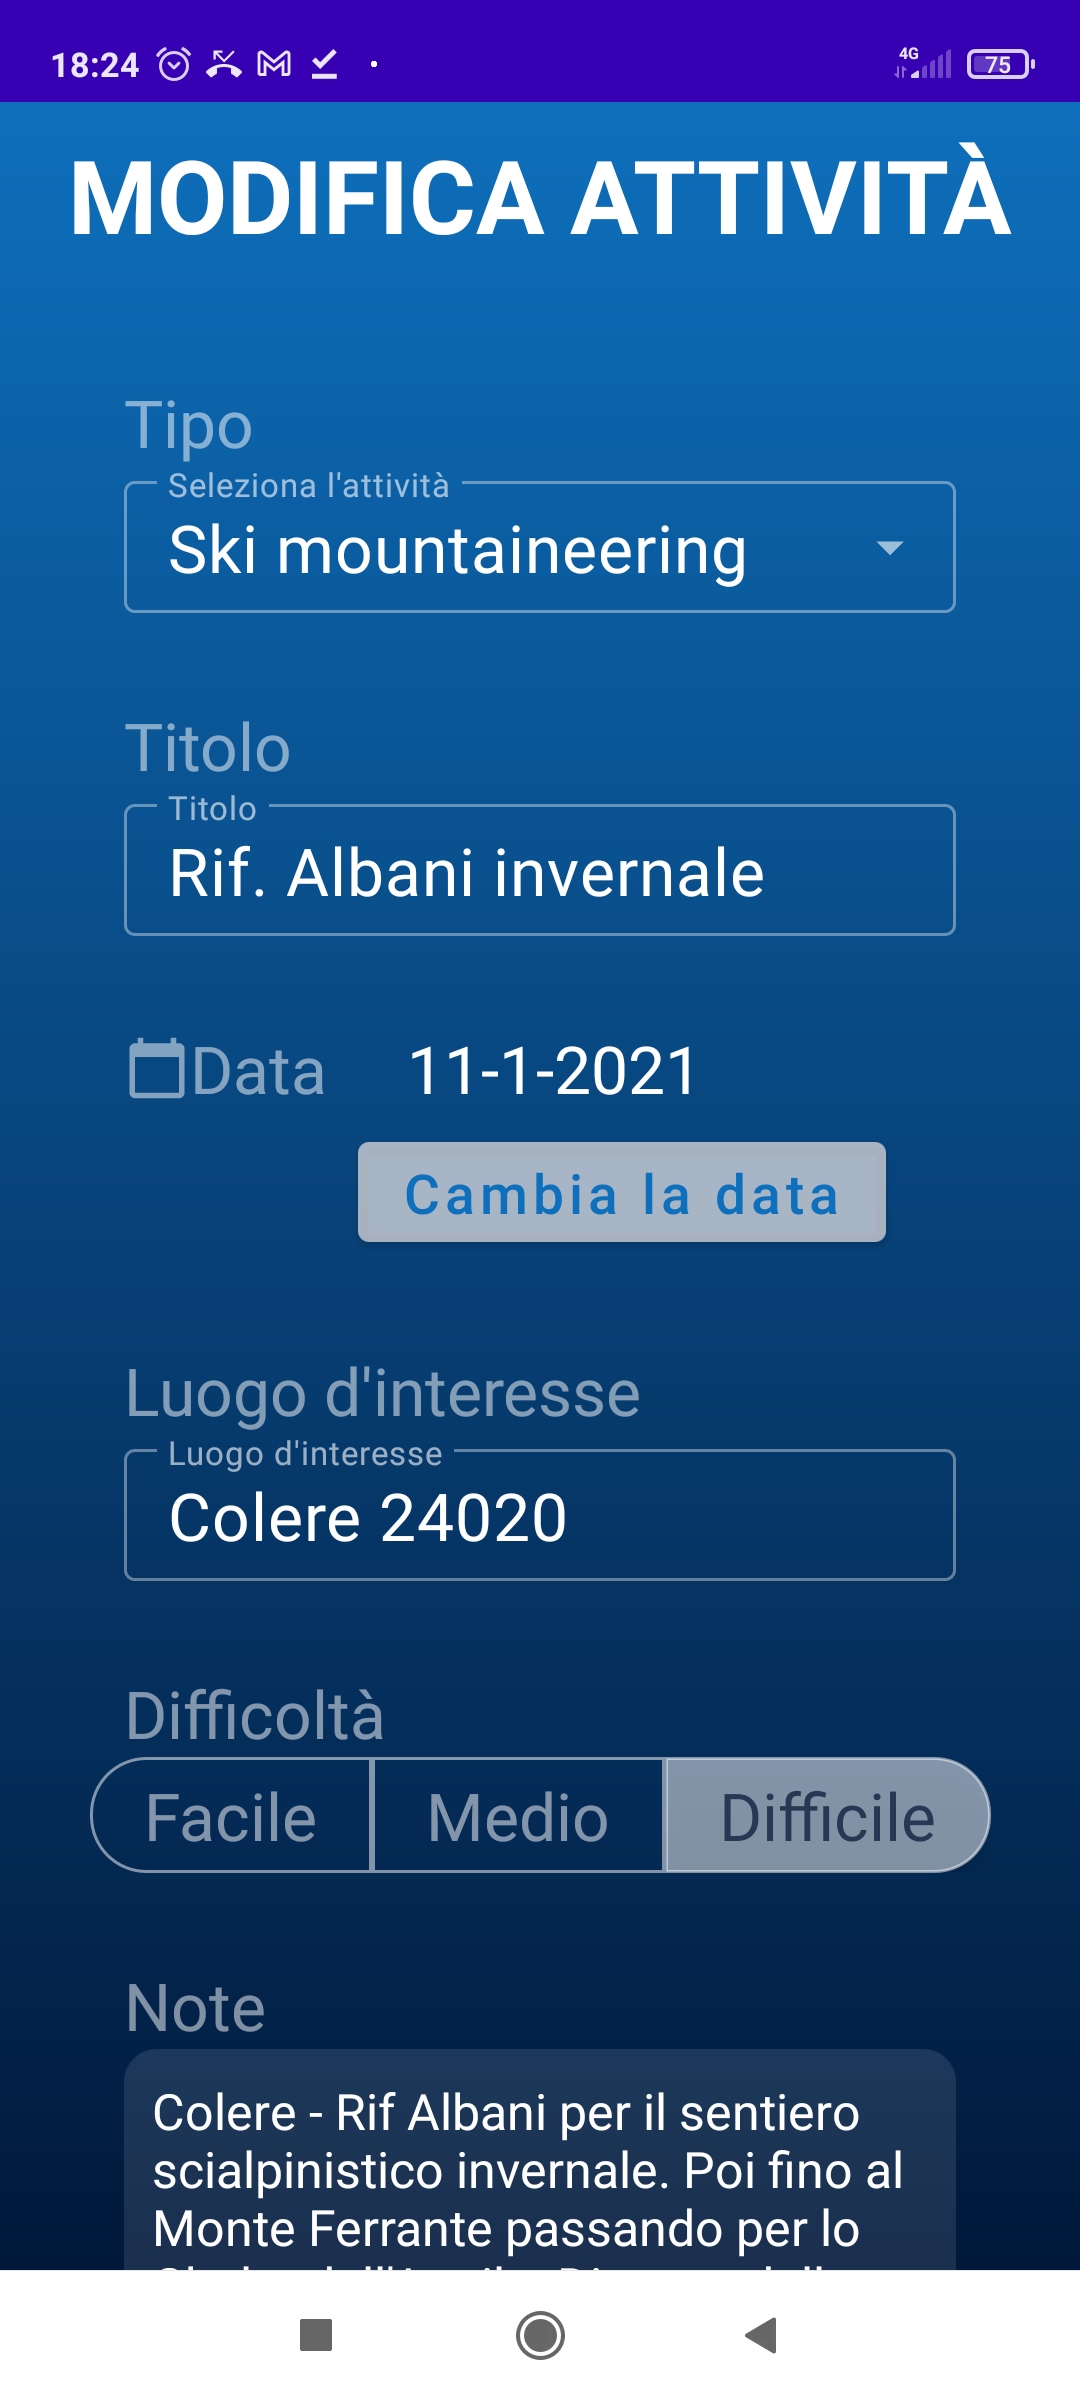 18:24
4G
75
MODIFICA ATTIVITÀ
Tipo
Seleziona l'attività
Ski mountaineering
Titolo
Titolo
Rif. Albani invernale
Data 11-1-2021
Cambia la data
Luogo d'interesse
Luogo d'interesse
Colere 24020
Difficoltà
Facile Medio Difficile
Note
Colere - Rif Albani per il sentiero
scialpinistico invernale. Poi fino al
Monte Ferrante passando per lo